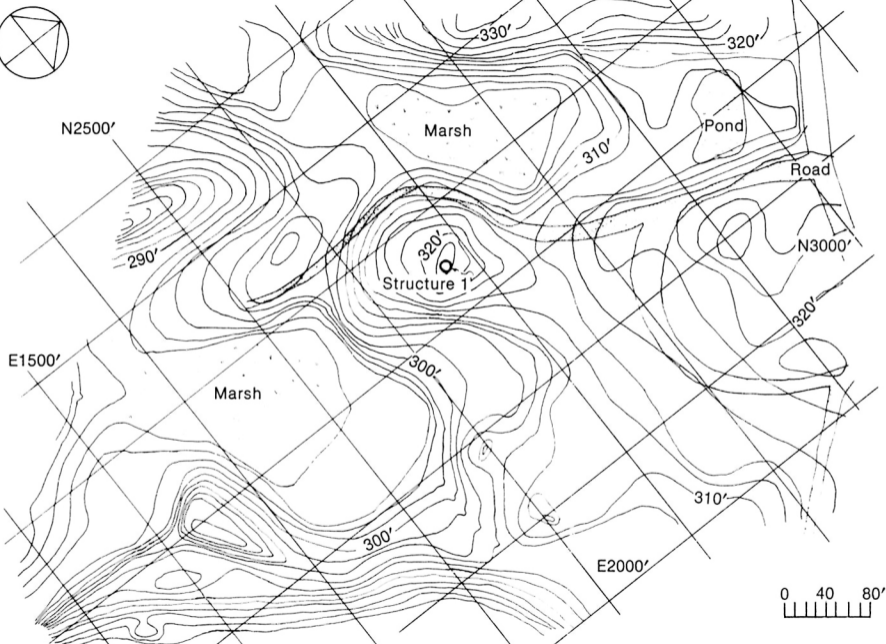 330′
320′
N2500′
Marsh
Pond
310′
Road
320′
N3000′
290′
Structure 1
320′
E1500′
300′
Marsh
310′
300′
E2000′
0 40 80′